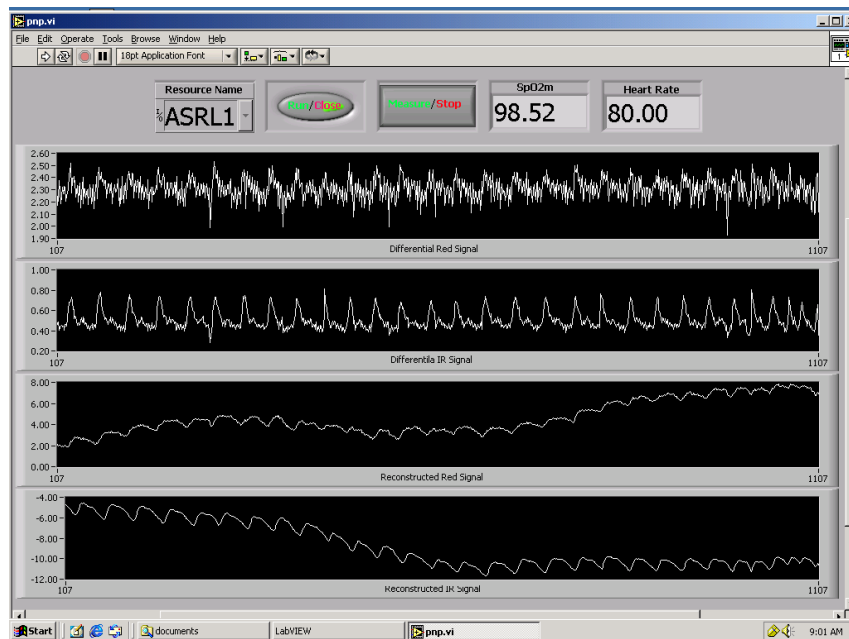 pnp.vi
File Edit Operate Tools Browse Window Help
18pt Application Font
1
Resource Name
I/O ASRL1
Run/Close
Measure/Stop
SpO2m
98.52
Heart Rate
80.00
2.60
2.50
2.40
2.30
2.20
2.10
2.00
1.90
107
1107
Differential Red Signal
1.00
0.80
0.60
0.40
0.20
107
1107
Differentila IR Signal
8.00
6.00
4.00
2.00
0.00
107
1107
Reconstructed Red Signal
-4.00
-6.00
-8.00
-10.00
-12.00
107
1107
Reconstructed IR Signal
Start documents LabVIEW pnp.vi 9:01 AM